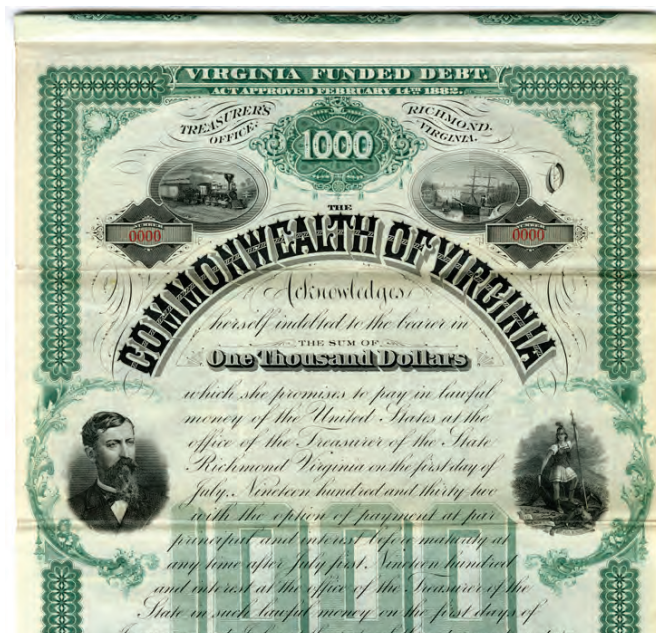 VIRGINIA FUNDED DEBT.
ACT APPROVED FEBRUARY 14TH 1882.
TREASURER'S OFFICE.
RICHMOND. VIRGINIA.
1000
THE
NUMBER
0000
NUMBER
0000
COMMONWEALTH OF VIRGINIA
Acknowledges
herself indebted to the bearer in
THE SUM OF
One Thousand Dollars
which she promises to pay in lawful
money of the United States at the
office of the Treasurer of the State
Richmond Virginia on the first day of
July, Nineteen hundred and thirty two
with the option of payment at par
principal and interest before maturity at
any time after July first, Nineteen hundred
and interest at the office of the Treasurer of the
State in such lawful money on the first days of
1000